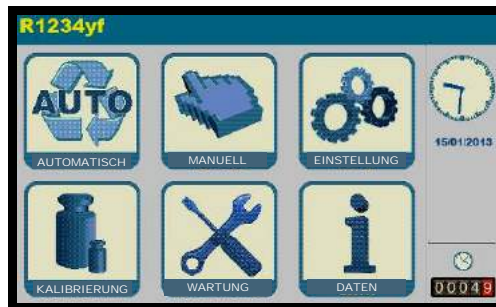 R1234yf
AUTO
AUTOMATISCH
MANUELL
EINSTELLUNG
15/01/2013
KALIBRIERUNG
WARTUNG
DATEN
00049